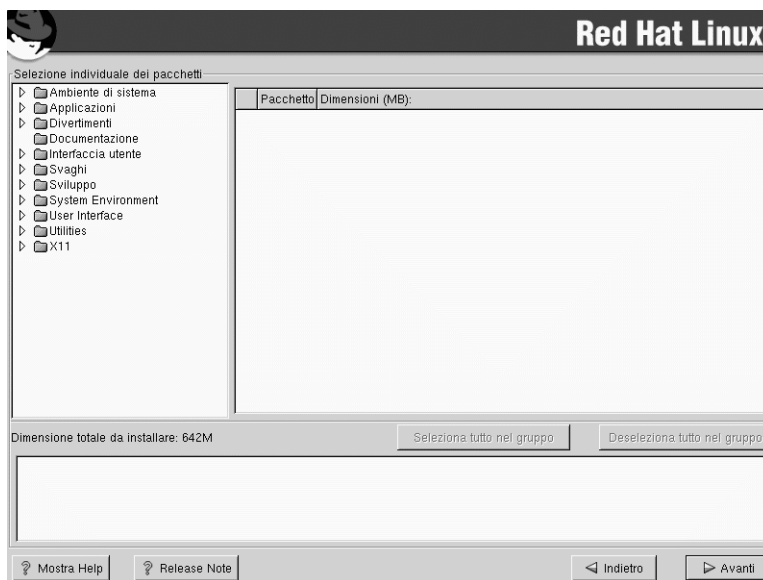 Red Hat Linux
Selezione individuale dei pacchetti
Ambiente di sistema
Applicazioni
Divertimenti
Documentazione
Interfaccia utente
Svaghi
Sviluppo
System Environment
User Interface
Utilities
X11
Pacchetto Dimensioni (MB):
Dimensione totale da installare: 642M
Seleziona tutto nel gruppo
Deseleziona tutto nel gruppo
Mostra Help
Release Note
Indietro
Avanti